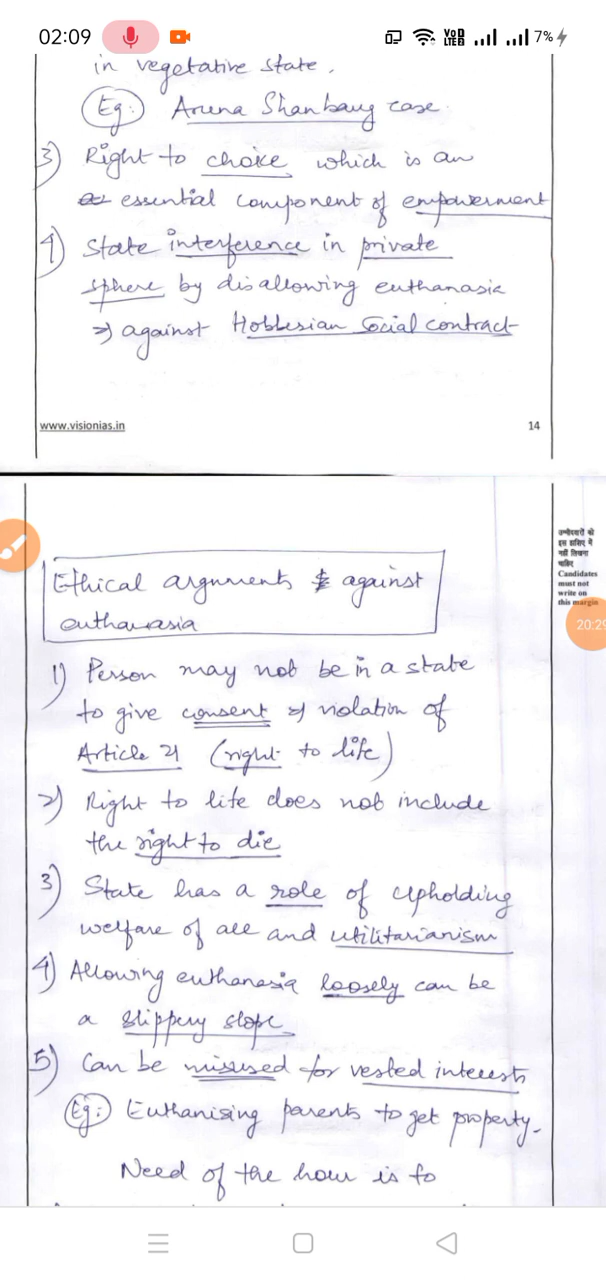 02:09
VoD LTE 2
7%
in vegetative state.
Eg: Aruna Shanbaug case.
3) Right to choice which is an
essential component of empowerment
4) State interference in private
sphere by disallowing euthanasia
⇒ against Hobbesian Social contract
www.visionias.in
14
उम्मीदवारों को
इस हाशिए में
नहीं लिखना
चाहिए
Candidates
must not
write on
this margin
20:29
Ethical arguments against
euthanasia
1) Person may not be in a state
to give consent ⇒ violation of
Article 21 (right to life)
2) Right to life does not include
the right to die
3) State has a role of upholding
welfare of all and utilitarianism
4) Allowing euthanasia loosely can be
a slippery slope
5) Can be misused for vested interests
Eg: Euthanising parents to get property.
Need of the hour is to